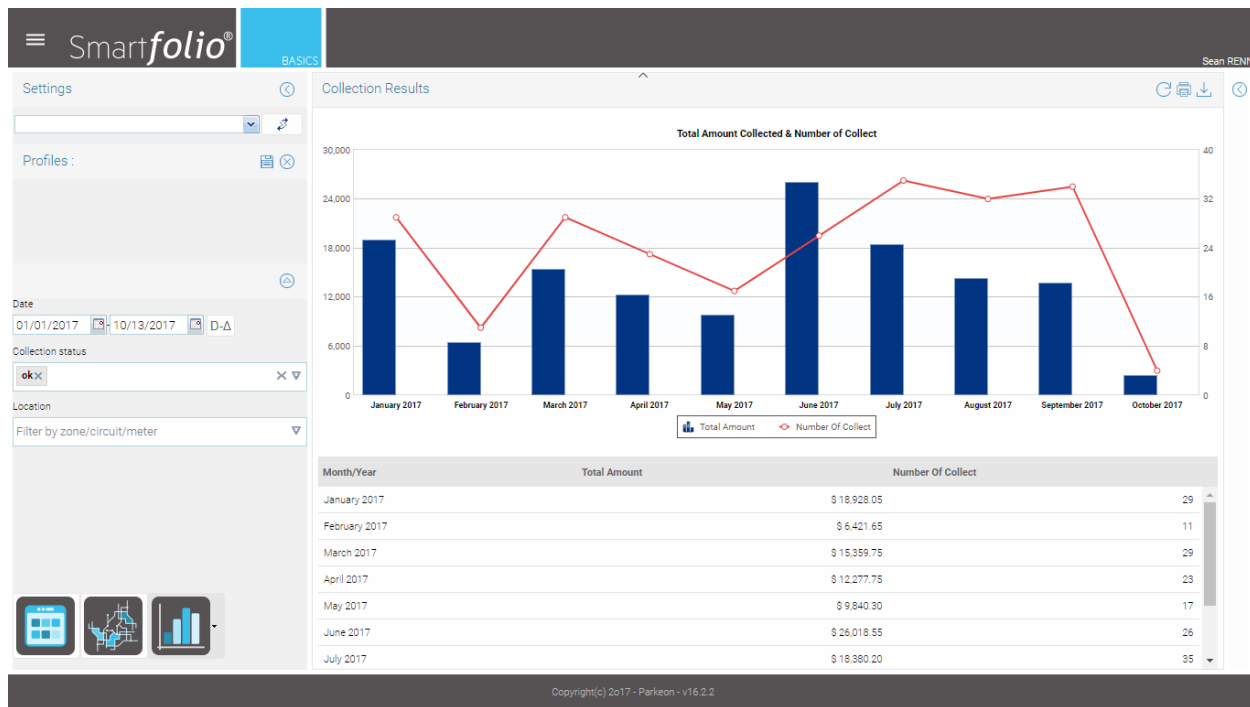 Smartfolio®
BASICS
Sean RENN
Settings
Profiles :
Date
01/01/2017 - 10/13/2017 D-Δ
Collection status
ok
Location
Filter by zone/circuit/meter
Collection Results
Total Amount Collected & Number of Collect
30,000 40
24,000 32
18,000 24
12,000 16
6,000 8
0 0
January 2017 February 2017 March 2017 April 2017 May 2017 June 2017 July 2017 August 2017 September 2017 October 2017
Total Amount Number Of Collect
Month/Year Total Amount Number Of Collect
January 2017 $ 18,928.05 29
February 2017 $ 6,421.65 11
March 2017 $ 15,359.75 29
April 2017 $ 12,277.75 23
May 2017 $ 9,840.30 17
June 2017 $ 26,018.55 26
July 2017 $ 18,380.20 35
Copyright(c) 2o17 - Parkeon - v16.2.2